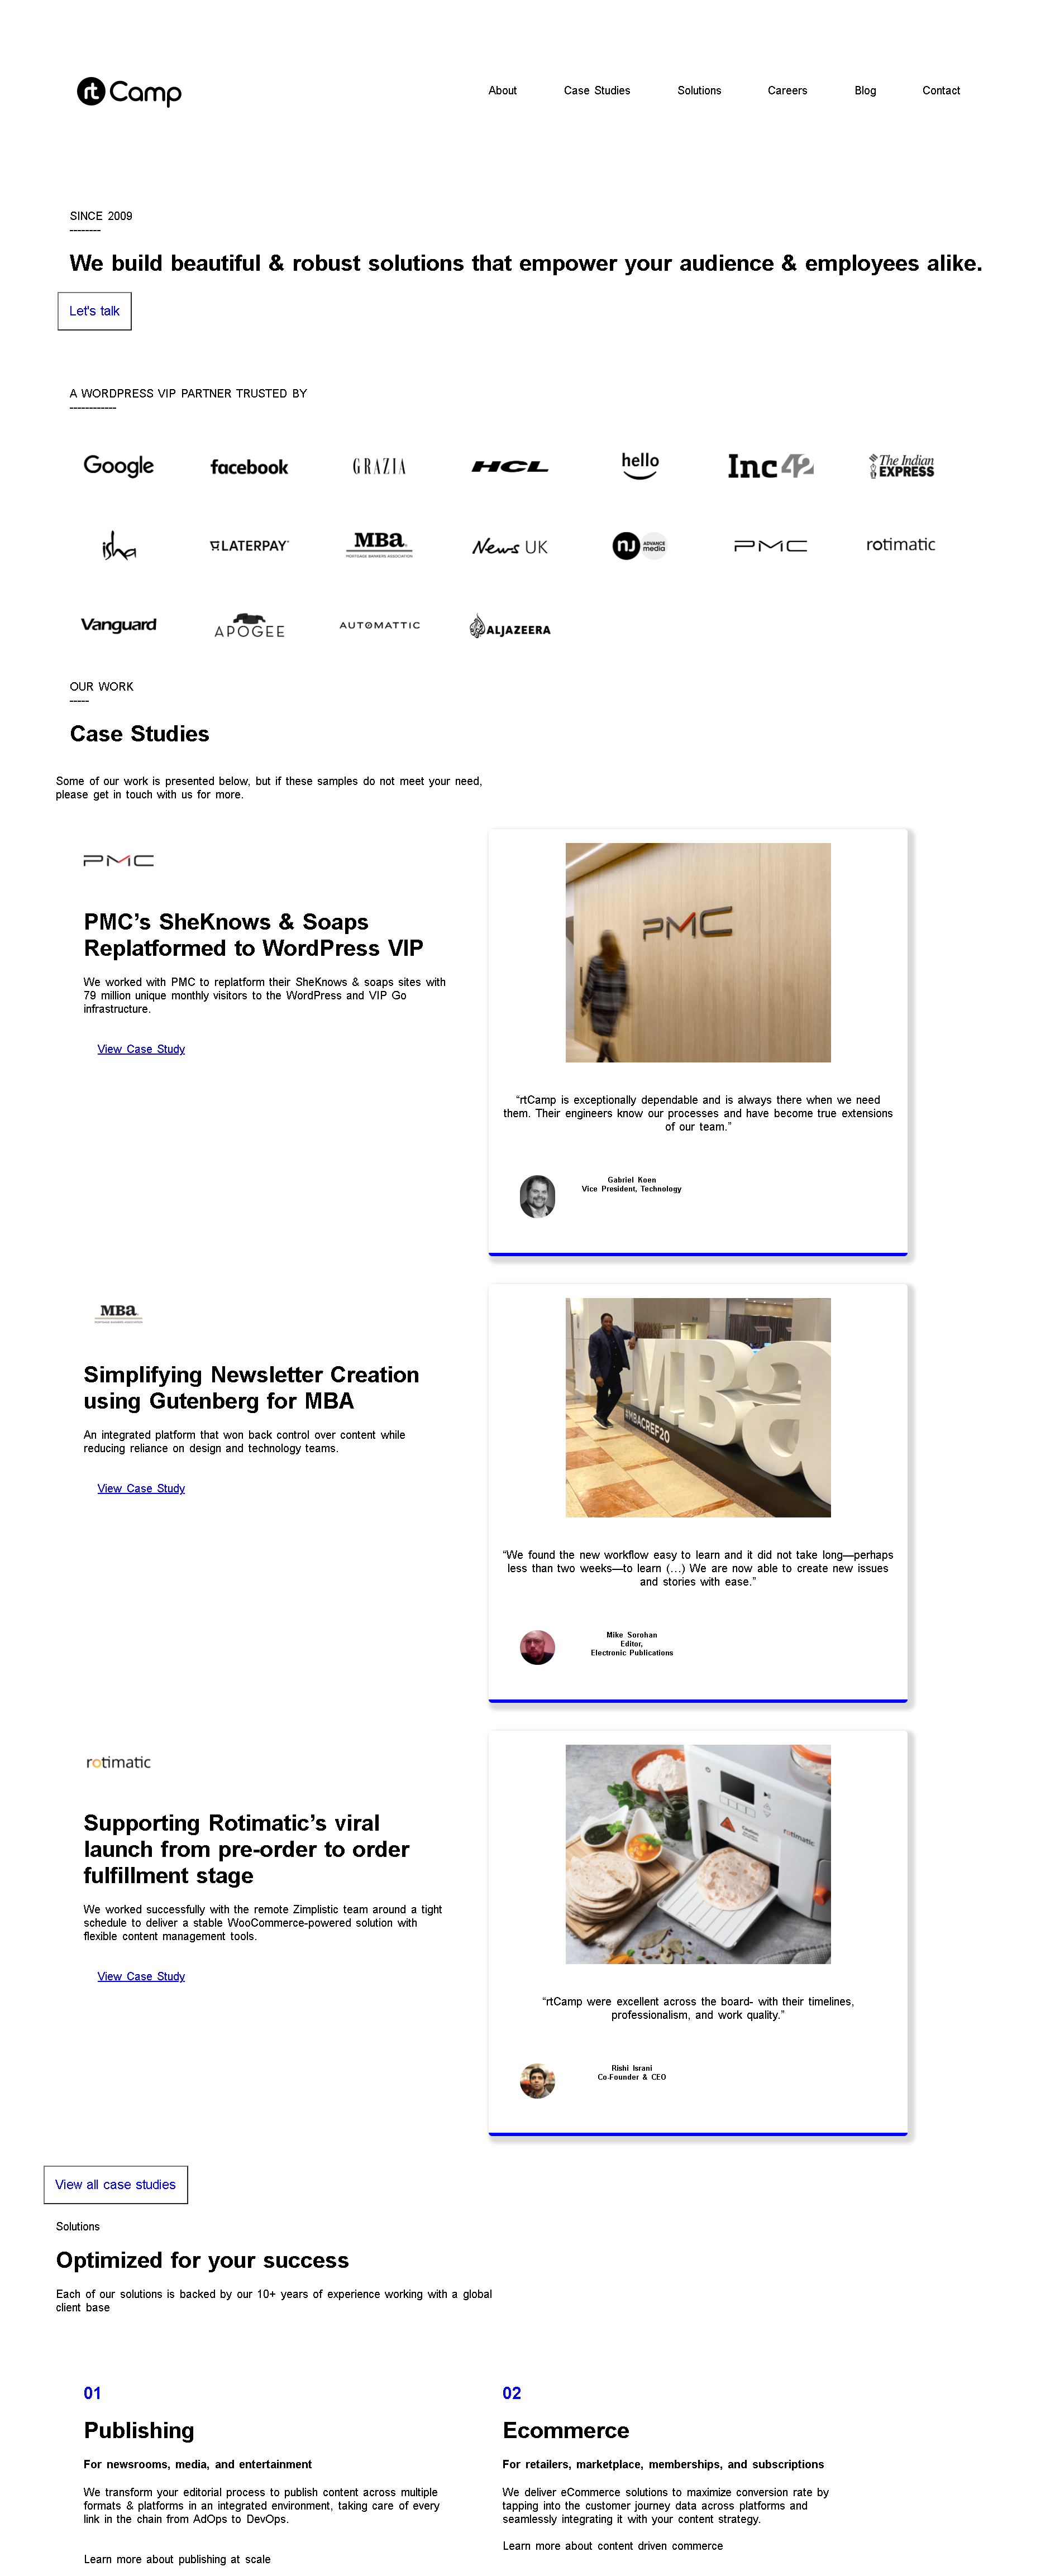 rt Camp
About Case Studies Solutions Careers Blog Contact
SINCE 2009
--------
We build beautiful & robust solutions that empower your audience & employees alike.
Let's talk
A WORDPRESS VIP PARTNER TRUSTED BY
------------
Google facebook GRAZIA HCL hello Inc42 The Indian EXPRESS
isha LATERPAY MBA MORTGAGE BANKERS ASSOCIATION News UK nj ADVANCE media PMC rotimatic
Vanguard APOGEE AUTOMATTIC ALJAZEERA
OUR WORK
-----
Case Studies
Some of our work is presented below, but if these samples do not meet your need,
please get in touch with us for more.
PMC
PMC’s SheKnows & Soaps
Replatformed to WordPress VIP
We worked with PMC to replatform their SheKnows & soaps sites with
79 million unique monthly visitors to the WordPress and VIP Go
infrastructure.
View Case Study
PMC
“rtCamp is exceptionally dependable and is always there when we need
them. Their engineers know our processes and have become true extensions
of our team.”
Gabriel Koen
Vice President, Technology
MBA
Simplifying Newsletter Creation
using Gutenberg for MBA
An integrated platform that won back control over content while
reducing reliance on design and technology teams.
View Case Study
MBa
#MBACREF20
“We found the new workflow easy to learn and it did not take long—perhaps
less than two weeks—to learn (…) We are now able to create new issues
and stories with ease.”
Mike Sorohan
Editor,
Electronic Publications
rotimatic
Supporting Rotimatic’s viral
launch from pre-order to order
fulfillment stage
We worked successfully with the remote Zimplistic team around a tight
schedule to deliver a stable WooCommerce-powered solution with
flexible content management tools.
View Case Study
rotimatic
“rtCamp were excellent across the board- with their timelines,
professionalism, and work quality.”
Rishi Israni
Co-Founder & CEO
View all case studies
Solutions
Optimized for your success
Each of our solutions is backed by our 10+ years of experience working with a global
client base
01
Publishing
For newsrooms, media, and entertainment
We transform your editorial process to publish content across multiple
formats & platforms in an integrated environment, taking care of every
link in the chain from AdOps to DevOps.
Learn more about publishing at scale
02
Ecommerce
For retailers, marketplace, memberships, and subscriptions
We deliver eCommerce solutions to maximize conversion rate by
tapping into the customer journey data across platforms and
seamlessly integrating it with your content strategy.
Learn more about content driven commerce